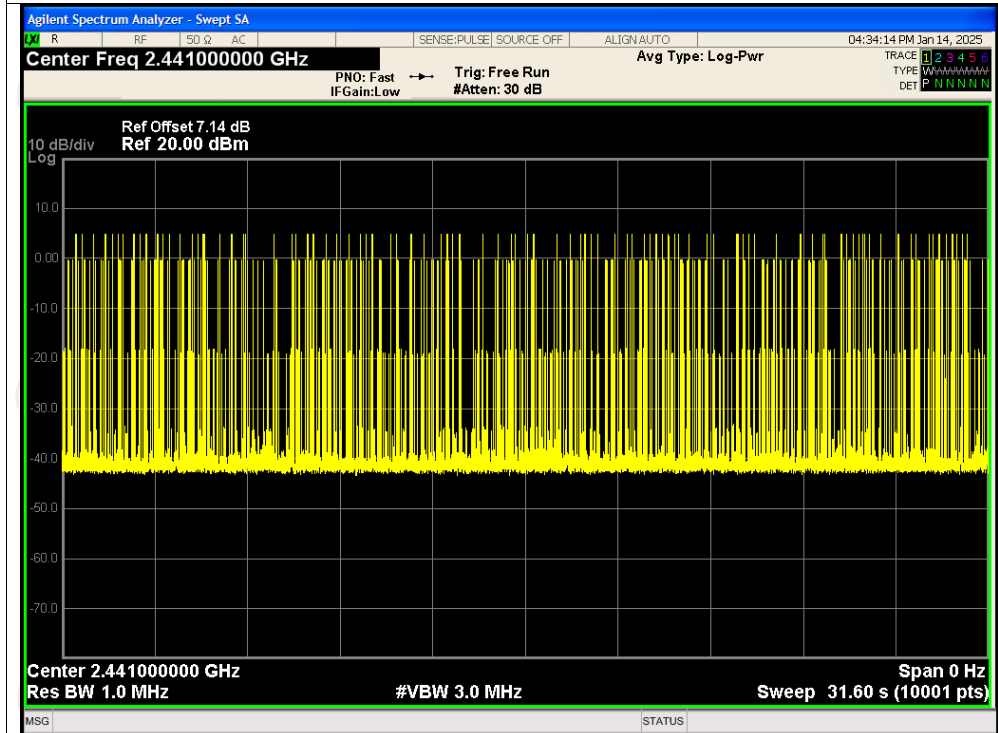 Agilent Spectrum Analyzer - Swept SA
LXI R RF 50 Ω AC SENSE:PULSE SOURCE OFF ALIGN AUTO 04:34:14 PM Jan 14, 2025
Center Freq 2.441000000 GHz Avg Type: Log-Pwr TRACE 1 2 3 4 5 6
PNO: Fast Trig: Free Run TYPE WWWWWW
IFGain:Low #Atten: 30 dB DET P N N N N N
Ref Offset 7.14 dB
10 dB/div Ref 20.00 dBm
Log
10.0
0.00
-10.0
-20.0
-30.0
-40.0
-50.0
-60.0
-70.0
Center 2.441000000 GHz Span 0 Hz
Res BW 1.0 MHz #VBW 3.0 MHz Sweep 31.60 s (10001 pts)
MSG STATUS